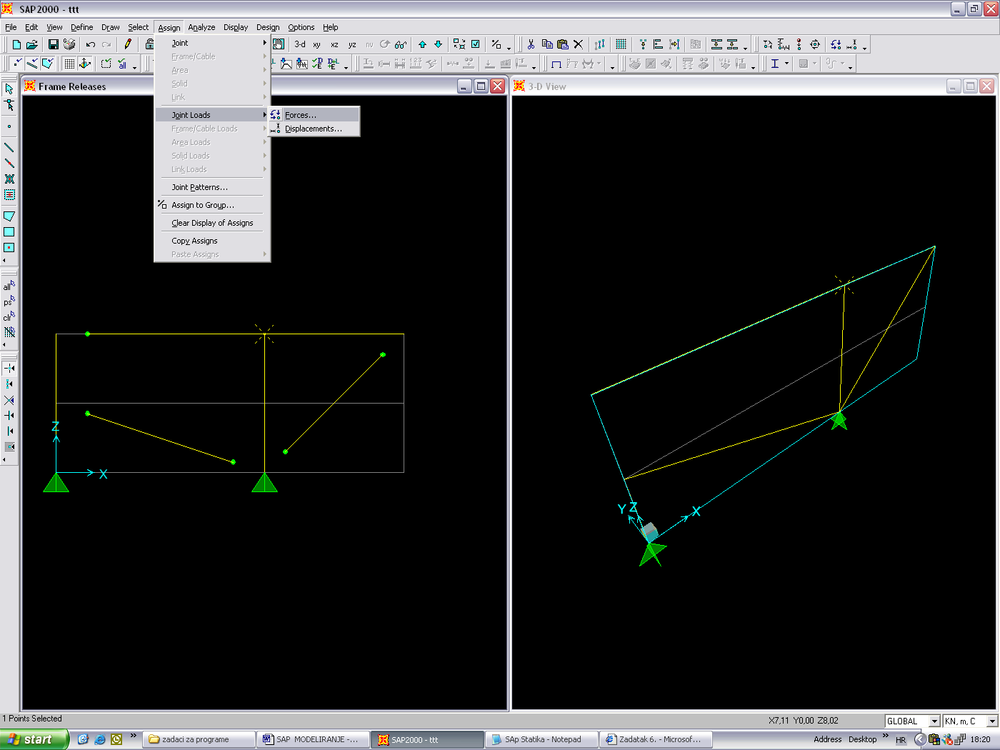 SAP2000 - ttt
File Edit View Define Draw Select Assign Analyze Display Design Options Help
3-d xy xz yz nv
all
Frame Releases
3-D View
Joint
Frame/Cable
Area
Solid
Link
Joint Loads
Frame/Cable Loads
Area Loads
Solid Loads
Link Loads
Joint Patterns...
Assign to Group...
Clear Display of Assigns
Copy Assigns
Paste Assigns
Forces...
Displacements...
all
ps
clr
Z
X
Y Z
X
1 Points Selected
X7,11 Y0,00 Z8,02
GLOBAL
KN, m, C
start
zadaci za programe
SAP MODELIRANJE -...
SAP2000 - ttt
SAp Statika - Notepad
Zadatak 6. - Microsof...
Address Desktop
HR
18:20